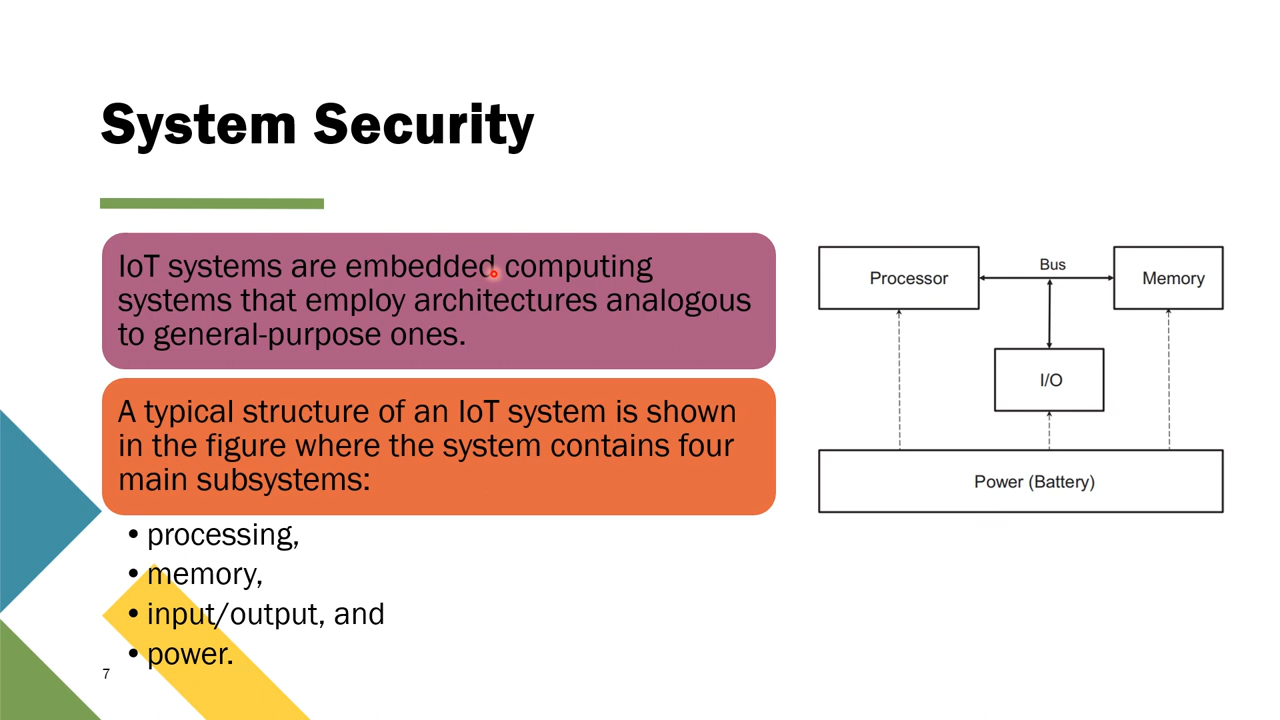 System Security
IoT systems are embedded computing
systems that employ architectures analogous
to general-purpose ones.
A typical structure of an IoT system is shown
in the figure where the system contains four
main subsystems:
• processing,
• memory,
• input/output, and
• power.
7
Processor
Bus
Memory
I/O
Power (Battery)